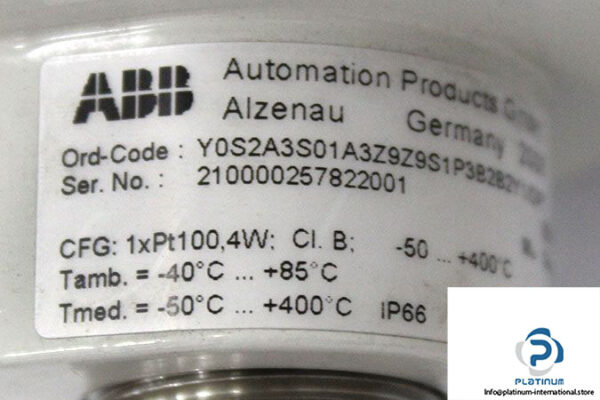 ABB
Automation Products
Alzenau Germany
Ord-Code : Y0S2A3S01A3Z9Z9S1P3B2B2
Ser. No. : 210000257822001
CFG: 1xPt100,4W; Cl. B; -50 ... +400°C
Tamb. = -40°C ... +85°C
Tmed. = -50°C ... +400°C IP66
PLATINUM
info@platinum-international.store